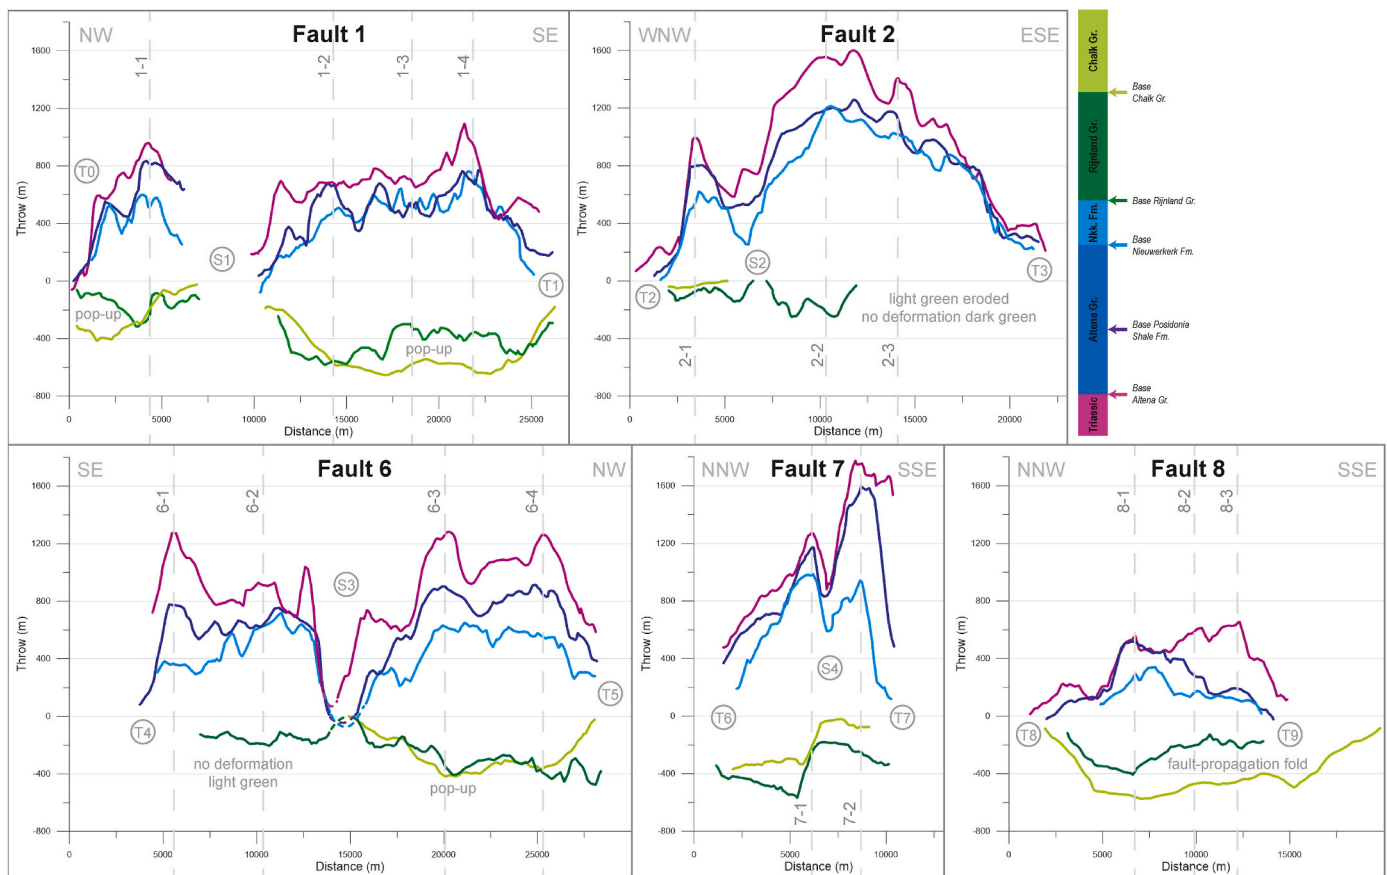 NW
Fault 1
SE
1-1
1-2
1-3
1-4
1600
1200
800
400
0
-400
-800
Throw (m)
T0
S1
T1
pop-up
pop-up
0
5000
10000
15000
20000
25000
Distance (m)
WNW
Fault 2
ESE
1600
1200
800
400
0
-400
-800
Throw (m)
T2
S2
T3
light green eroded
no deformation dark green
2-1
2-2
2-3
0
5000
10000
15000
20000
Distance (m)
Chalk Gr.
Rijnland Gr.
Nkk. Fm.
Altena Gr.
Triassic
Base
Chalk Gr.
Base Rijnland Gr.
Base
Nieuwerkerk Fm.
Base Posidonia
Shale Fm.
Base
Altena Gr.
SE
Fault 6
NW
6-1
6-2
6-3
6-4
1600
1200
800
400
0
-400
-800
Throw (m)
S3
T4
T5
no deformation
light green
pop-up
0
5000
10000
15000
20000
25000
Distance (m)
NNW
Fault 7
SSE
1600
1200
800
400
0
-400
-800
Throw (m)
S4
T6
T7
7-1
7-2
0
5000
10000
Distance (m)
NNW
Fault 8
SSE
8-1
8-2
8-3
1600
1200
800
400
0
-400
-800
Throw (m)
T8
T9
fault-propagation fold
0
5000
10000
15000
Distance (m)